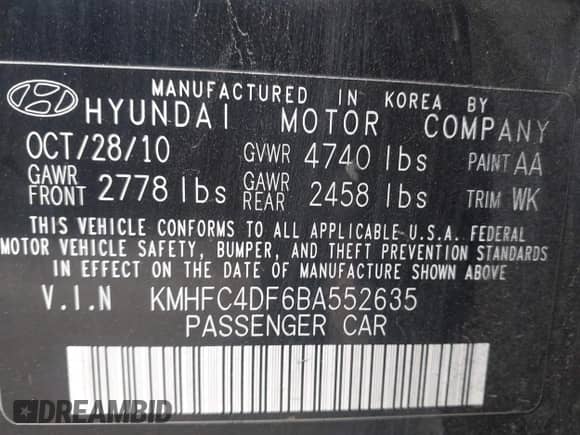 MANUFACTURED IN KOREA BY
HYUNDAI MOTOR COMPANY
OCT/28/10 GVWR 4740 lbs PAINT AA
GAWR FRONT 2778 lbs GAWR REAR 2458 lbs TRIM WK
THIS VEHICLE CONFORMS TO ALL APPLICABLE U.S.A. FEDERAL
MOTOR VEHICLE SAFETY, BUMPER, AND THEFT PREVENTION STANDARDS
IN EFFECT ON THE DATE OF MANUFACTURE SHOWN ABOVE
V.I.N KMHFC4DF6BA552635
PASSENGER CAR
DREAMBID